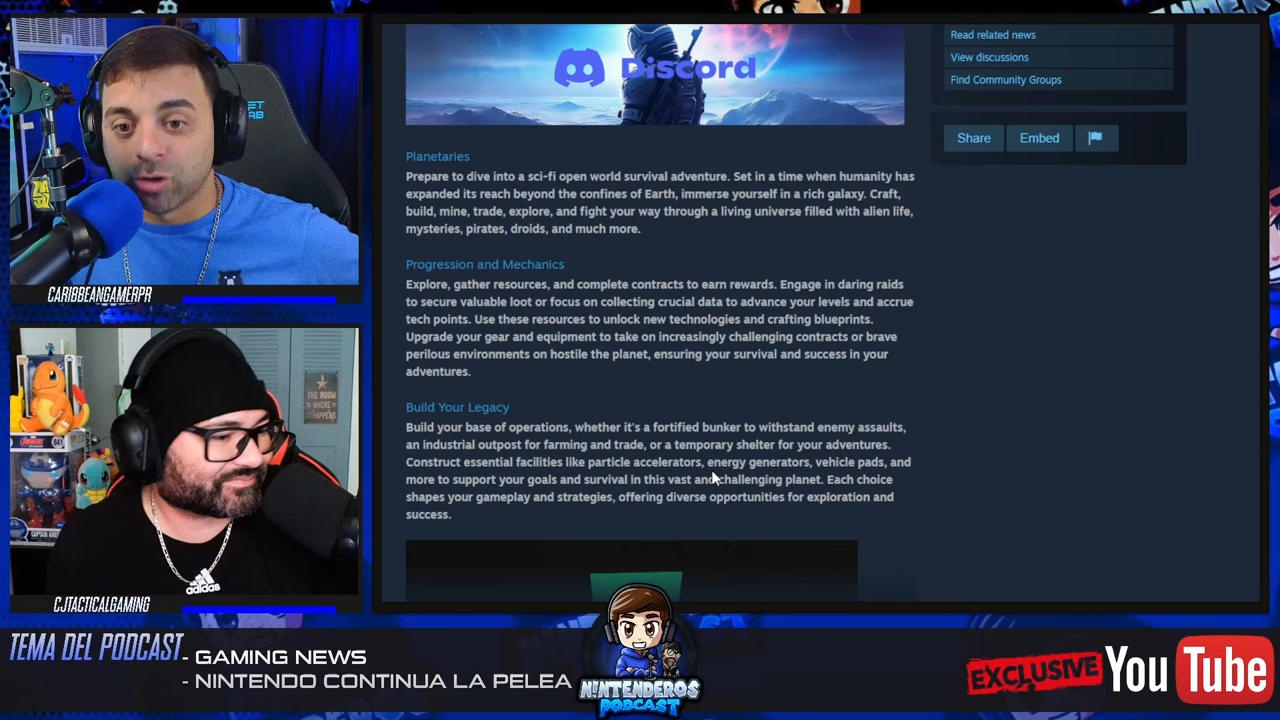 Discord
Planetaries
Prepare to dive into a sci-fi open world survival adventure. Set in a time when humanity has
expanded its reach beyond the confines of Earth, immerse yourself in a rich galaxy. Craft,
build, mine, trade, explore, and fight your way through a living universe filled with alien life,
mysteries, pirates, droids, and much more.
Progression and Mechanics
Explore, gather resources, and complete contracts to earn rewards. Engage in daring raids
to secure valuable loot or focus on collecting crucial data to advance your levels and accrue
tech points. Use these resources to unlock new technologies and crafting blueprints.
Upgrade your gear and equipment to take on increasingly challenging contracts or brave
perilous environments on hostile the planet, ensuring your survival and success in your
adventures.
Build Your Legacy
Build your base of operations, whether it's a fortified bunker to withstand enemy assaults,
an industrial outpost for farming and trade, or a temporary shelter for your adventures.
Construct essential facilities like particle accelerators, energy generators, vehicle pads, and
more to support your goals and survival in this vast and challenging planet. Each choice
shapes your gameplay and strategies, offering diverse opportunities for exploration and
success.
Read related news
View discussions
Find Community Groups
Share
Embed
CARIBBEANGAMERPR
THE ROOM
WHERE
IT HAPPENS
adidas
CJTACTICALGAMING
TEMA DEL PODCAST
- GAMING NEWS
- NINTENDO CONTINUA LA PELEA
NINTENDEROS
PODCAST
EXCLUSIVE
YouTube